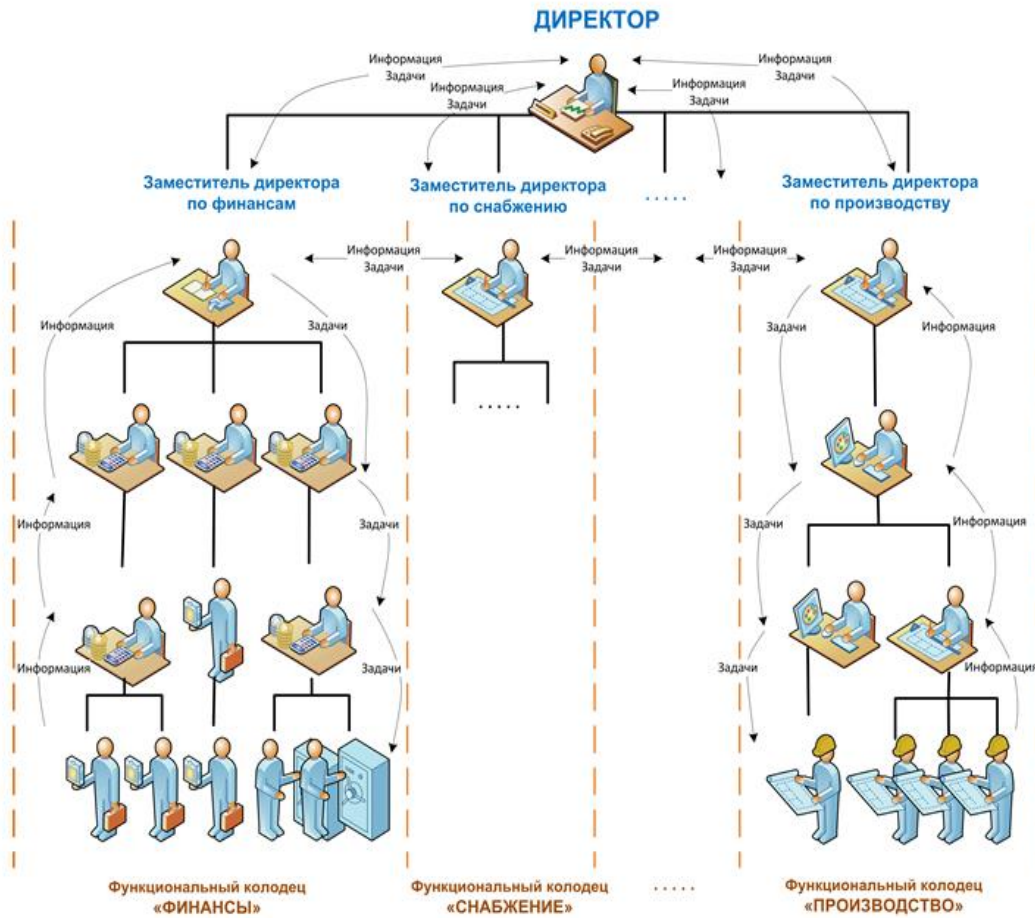 ДИРЕКТОР
Информация
Задачи
Информация
Задачи
Информация
Задачи
Информация
Задачи
Заместитель директора
по финансам
Заместитель директора
по снабжению
.....
Заместитель директора
по производству
Информация
Задачи
Информация
Задачи
Информация
Задачи
Информация
Задачи
Задачи
Информация
.....
Информация
Задачи
Задачи
Информация
Информация
Задачи
Задачи
Информация
Функциональный колодец
«ФИНАНСЫ»
Функциональный колодец
«СНАБЖЕНИЕ»
.....
Функциональный колодец
«ПРОИЗВОДСТВО»